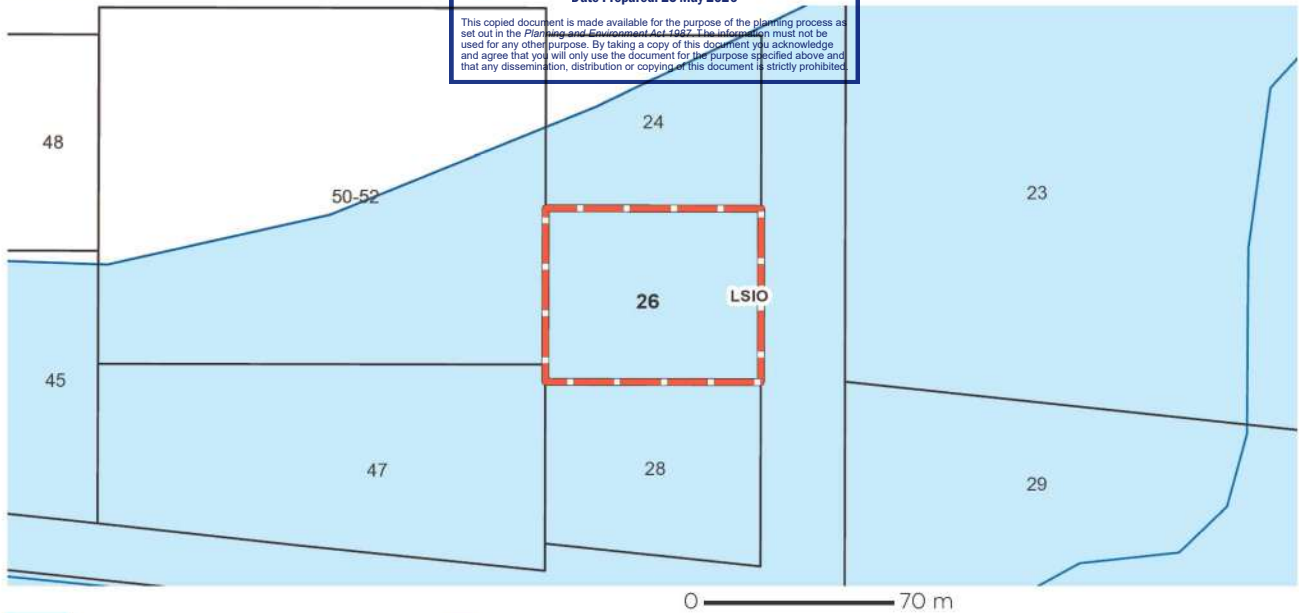 This copied document is made available for the purpose of the planning process as
set out in the Planning and Environment Act 1987. The information must not be
used for any other purpose. By taking a copy of this document you acknowledge
and agree that you will only use the document for the purpose specified above and
that any dissemination, distribution or copying of this document is strictly prohibited.
24
48
23
50-52
26
LSIO
45
47
28
29
0 70 m